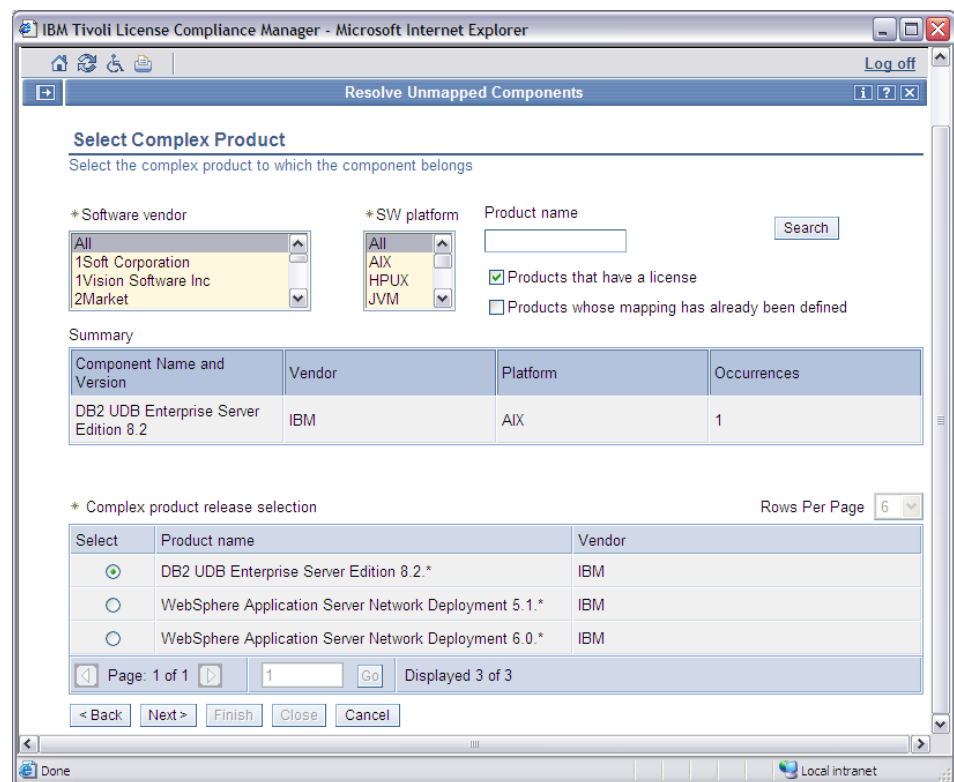 IBM Tivoli License Compliance Manager - Microsoft Internet Explorer
Log off
Resolve Unmapped Components
i ? X
Select Complex Product
Select the complex product to which the component belongs
*Software vendor
All
1Soft Corporation
1Vision Software Inc
2Market
*SW platform
All
AIX
HPUX
JVM
Product name
Search
Products that have a license
Products whose mapping has already been defined
Summary
Component Name and Version Vendor Platform Occurrences
DB2 UDB Enterprise Server Edition 8.2 IBM AIX 1
* Complex product release selection Rows Per Page 6
Select Product name Vendor
DB2 UDB Enterprise Server Edition 8.2.* IBM
WebSphere Application Server Network Deployment 5.1.* IBM
WebSphere Application Server Network Deployment 6.0.* IBM
Page: 1 of 1 1 Go Displayed 3 of 3
< Back Next > Finish Close Cancel
Done Local intranet